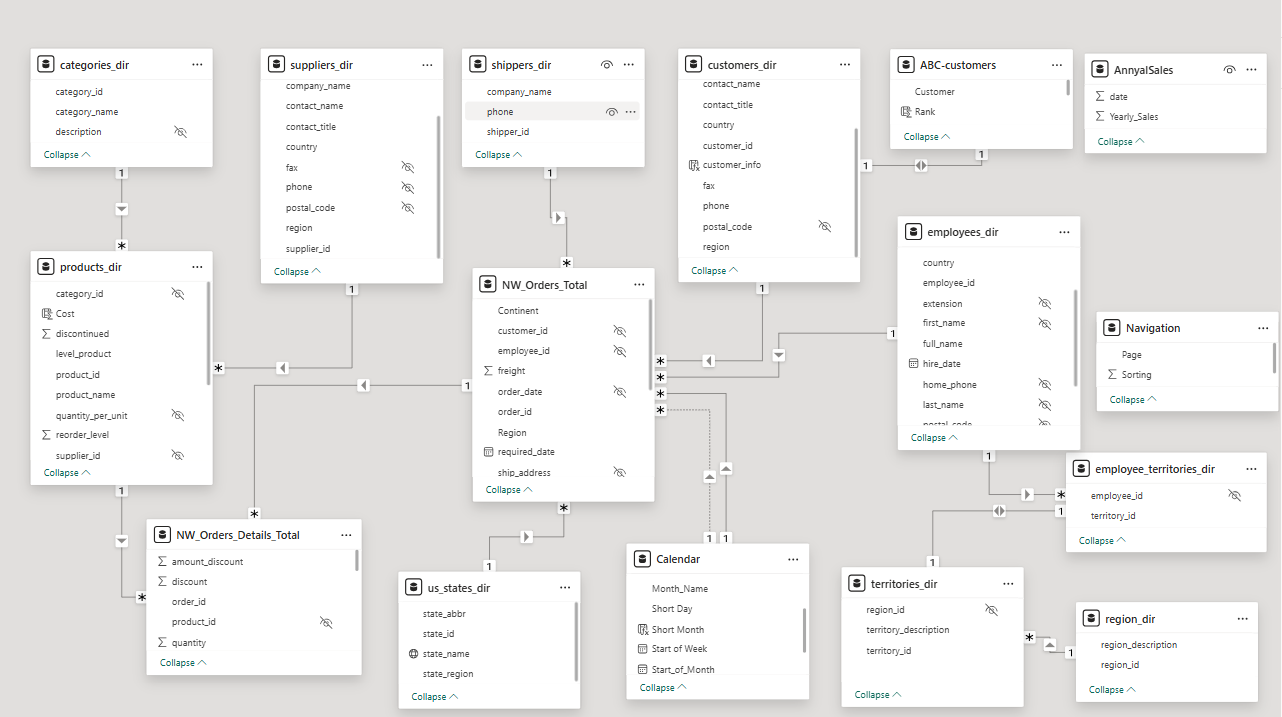 categories_dir
category_id
category_name
description
Collapse
suppliers_dir
company_name
contact_name
contact_title
country
fax
phone
postal_code
region
supplier_id
Collapse
shippers_dir
company_name
phone
shipper_id
Collapse
customers_dir
contact_name
contact_title
country
customer_id
customer_info
fax
phone
postal_code
region
Collapse
ABC-customers
Customer
Rank
Collapse
AnnyalSales
date
Yearly_Sales
Collapse
1
*
1
1
1
1
products_dir
category_id
Cost
discontinued
level_product
product_id
product_name
quantity_per_unit
reorder_level
supplier_id
Collapse
1
*
1
*
NW_Orders_Total
Continent
customer_id
employee_id
freight
order_date
order_id
Region
required_date
ship_address
Collapse
1
*
*
*
*
*
1
1
employees_dir
country
employee_id
extension
first_name
full_name
hire_date
home_phone
last_name
postal_code
Collapse
Navigation
Page
Sorting
Collapse
1
*
1
employee_territories_dir
employee_id
territory_id
Collapse
*
*
NW_Orders_Details_Total
amount_discount
discount
order_id
product_id
quantity
Collapse
1
us_states_dir
state_abbr
state_id
state_name
state_region
Collapse
1
1
Calendar
Month_Name
Short Day
Short Month
Start of Week
Start_of_Month
Collapse
1
territories_dir
region_id
territory_description
territory_id
Collapse
*
1
region_dir
region_description
region_id
Collapse